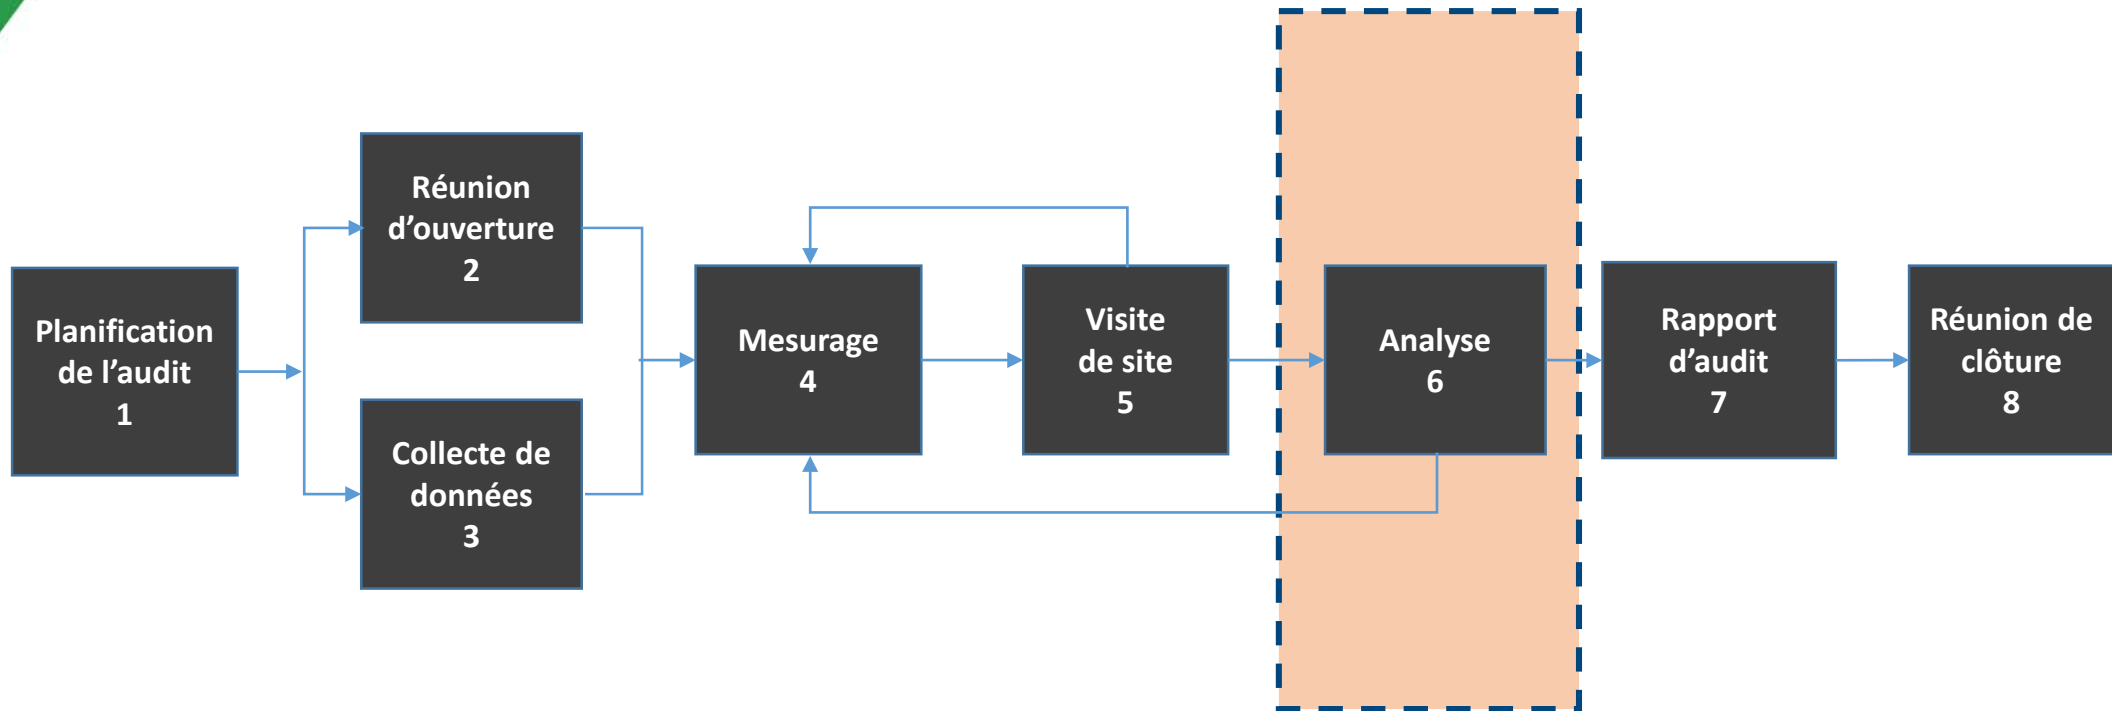 Planification
de l’audit
1
Réunion
d’ouverture
2
Collecte de
données
3
Mesurage
4
Visite
de site
5
Analyse
6
Rapport
d’audit
7
Réunion de
clôture
8